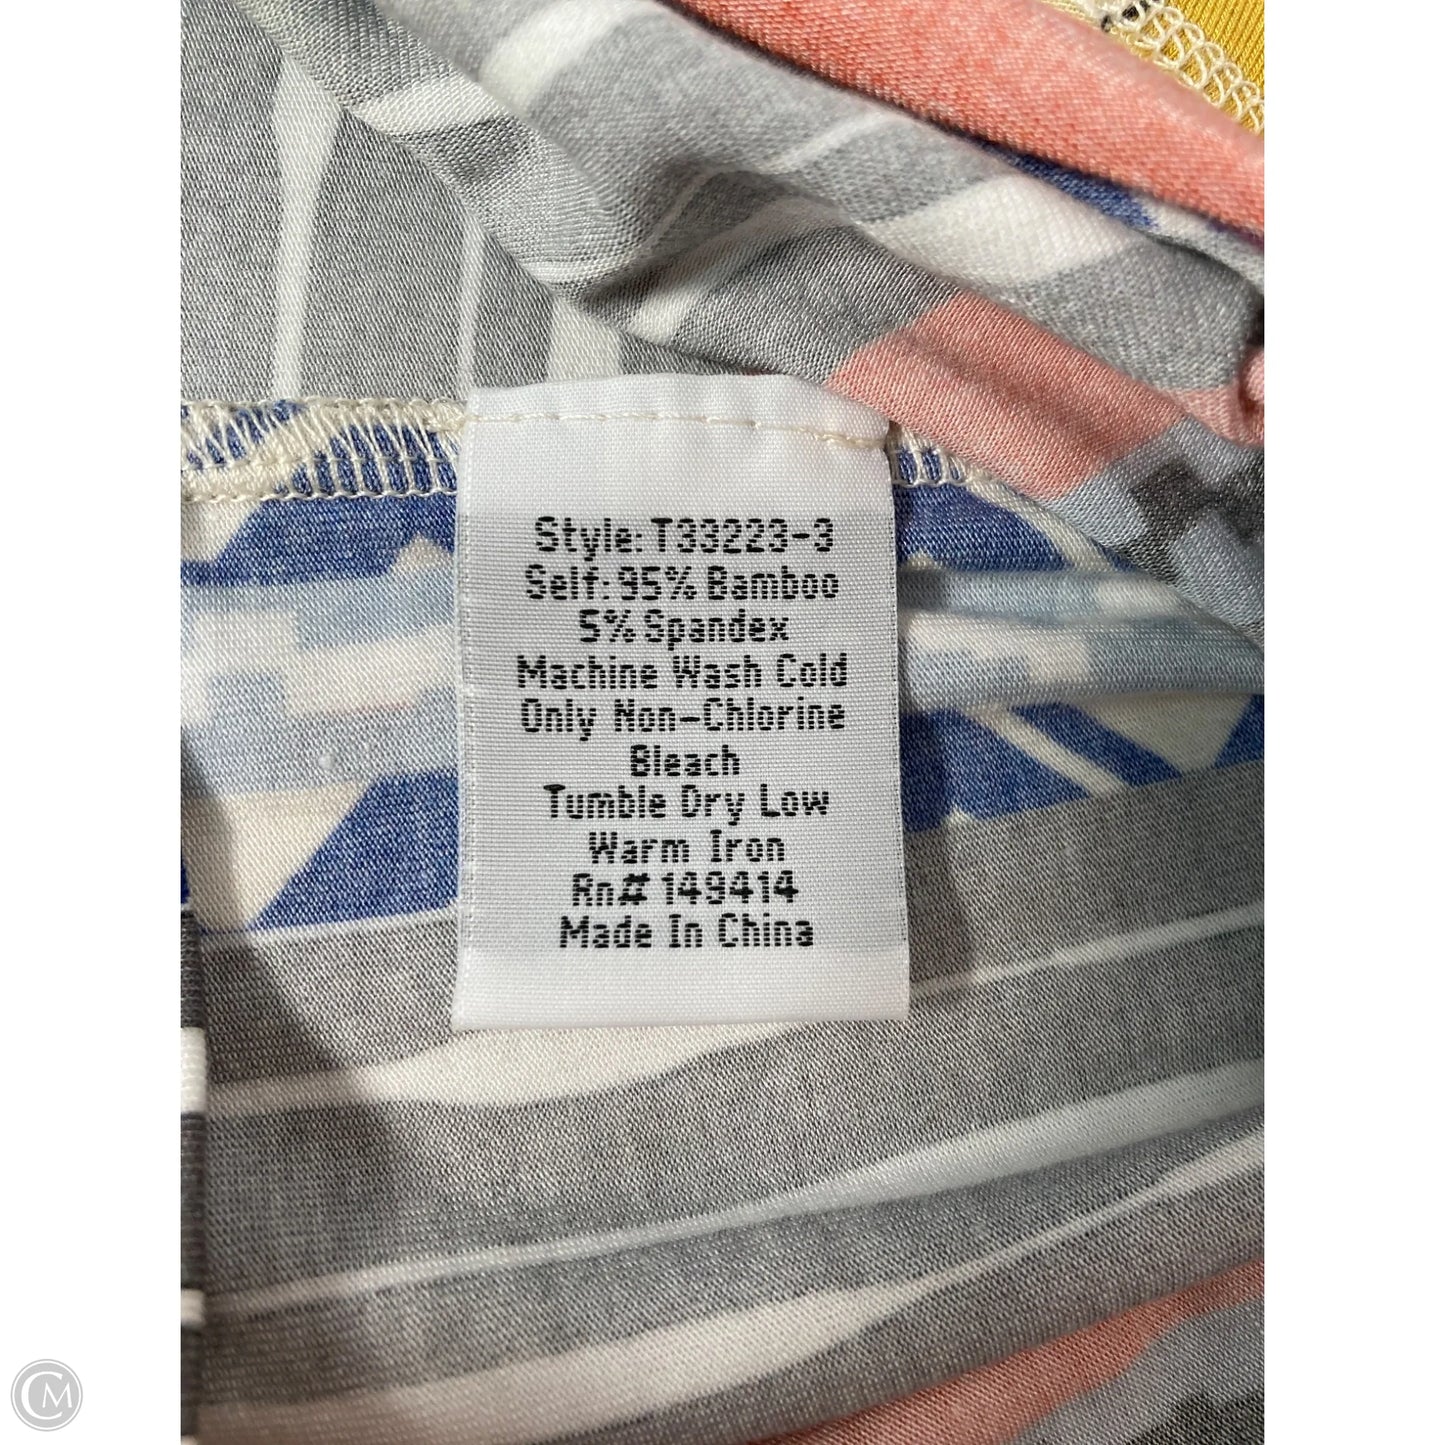 Style: T33223-3
Self: 95% Bamboo
5% Spandex
Machine Wash Cold
Only Non-Chlorine
Bleach
Tumble Dry Low
Warm Iron
Rn# 149414
Made In China
CM